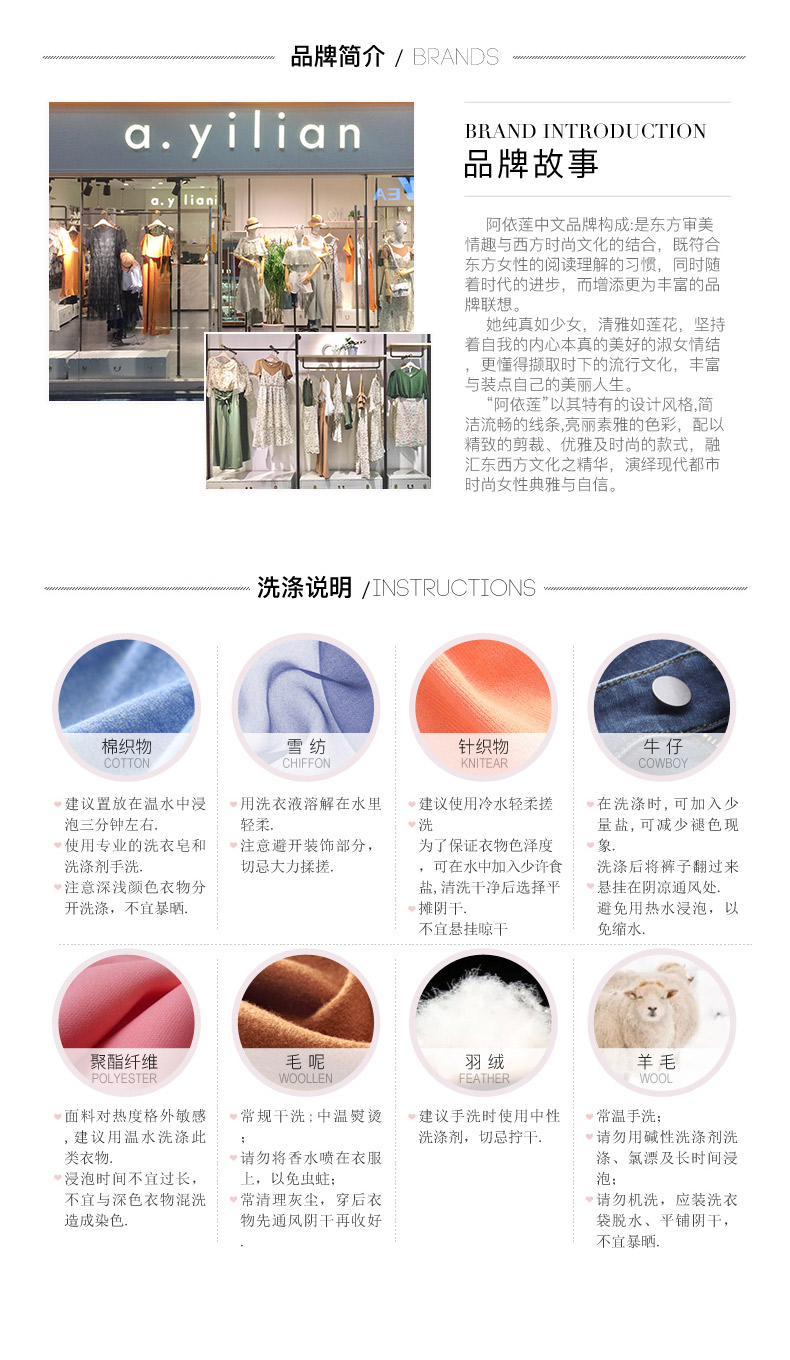 品牌简介 / BRANDS
a.yilian
a.yiliani
BRAND INTRODUCTION
品牌故事
阿依莲中文品牌构成:是东方审美
情趣与西方时尚文化的结合，既符合
东方女性的阅读理解的习惯，同时随
着时代的进步，而增添更为丰富的品
牌联想。
她纯真如少女，清雅如莲花，坚持
着自我的内心本真的美好的淑女情结
，更懂得撷取时下的流行文化，丰富
与装点自己的美丽人生。
“阿依莲”以其特有的设计风格,简
洁流畅的线条,亮丽素雅的色彩，配以
精致的剪裁、优雅及时尚的款式，融
汇东西方文化之精华，演绎现代都市
时尚女性典雅与自信。
洗涤说明 /INSTRUCTIONS
棉织物
COTTON
建议置放在温水中浸
泡三分钟左右.
使用专业的洗衣皂和
洗涤剂手洗.
注意深浅颜色衣物分
开洗涤，不宜暴晒.
雪 纺
CHIFFON
用洗衣液溶解在水里
轻柔.
注意避开装饰部分，
切忌大力揉搓.
针织物
KNITEAR
建议使用冷水轻柔搓
洗
为了保证衣物色泽度
，可在水中加入少许食
盐,清洗干净后选择平
摊阴干.
不宜悬挂晾干
牛 仔
COWBOY
在洗涤时,可加入少
量盐,可减少褪色现
象.
洗涤后将裤子翻过来
悬挂在阴凉通风处.
避免用热水浸泡，以
免缩水.
聚酯纤维
POLYESTER
面料对热度格外敏感
,建议用温水洗涤此
类衣物.
浸泡时间不宜过长，
不宜与深色衣物混洗
造成染色.
毛 呢
WOOLLEN
常规干洗;中温熨烫
;
请勿将香水喷在衣服
上，以免虫蛀;
常清理灰尘，穿后衣
物先通风阴干再收好
.
羽 绒
FEATHER
建议手洗时使用中性
洗涤剂，切忌拧干.
羊 毛
WOOL
常温手洗;
请勿用碱性洗涤剂洗
涤、氯漂及长时间浸
泡;
请勿机洗，应装洗衣
袋脱水、平铺阴干，
不宜暴晒.